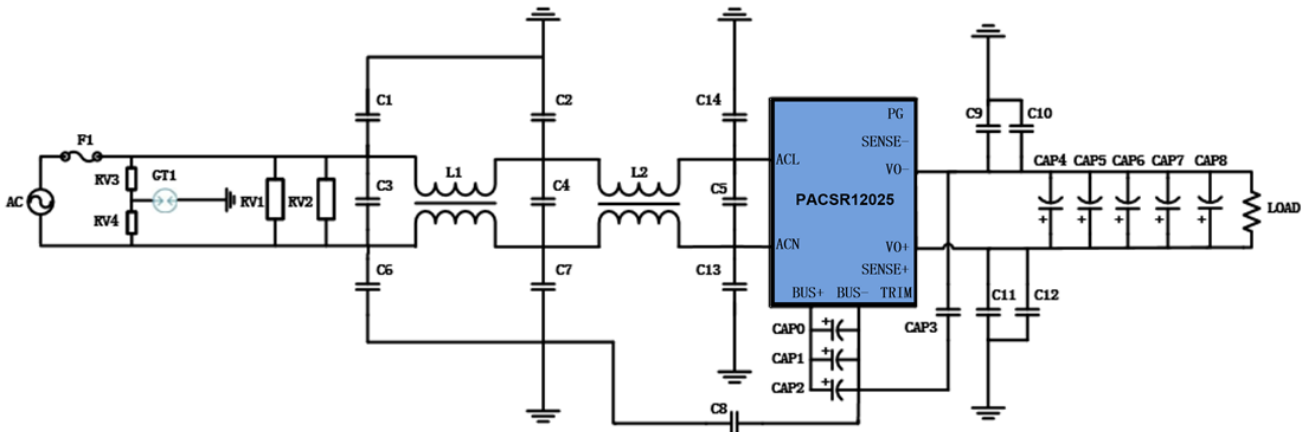 C1
C2
C14
PG
C9
C10
F1
SENSE-
RV3
GT1
L1
L2
ACL
VO-
CAP4
CAP5
CAP6
CAP7
CAP8
AC
RV1
RV2
C3
C4
C5
PACSR12025
LOAD
RV4
ACN
VO+
C6
C7
C13
SENSE+
BUS+
BUS-
TRIM
C11
C12
CAP0
CAP3
CAP1
CAP2
C8
+
+
+
+
+
+
+
+